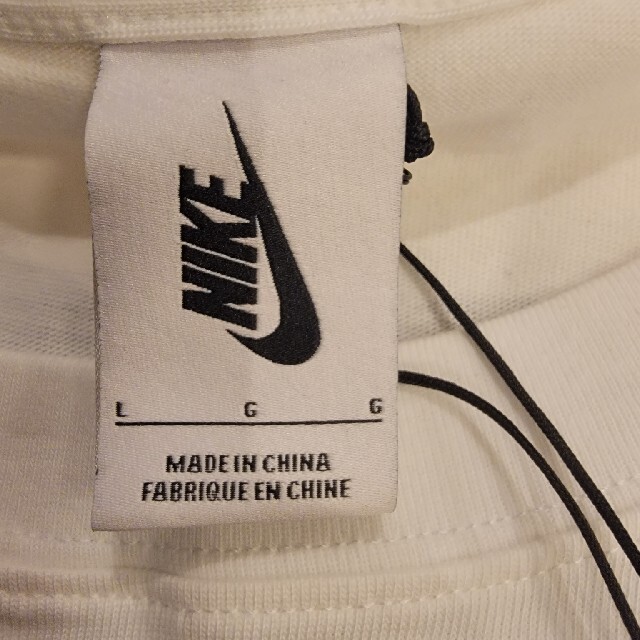 NIKE
L G G
MADE IN CHINA
FABRIQUE EN CHINE